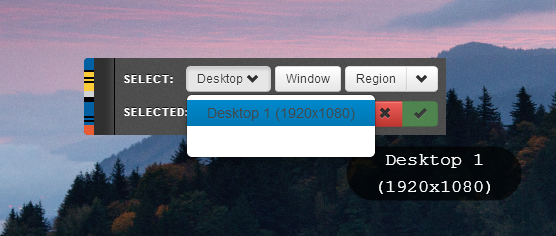 SELECT: Desktop Window Region
SELECTED:
Desktop 1 (1920x1080)
Desktop 1
(1920x1080)